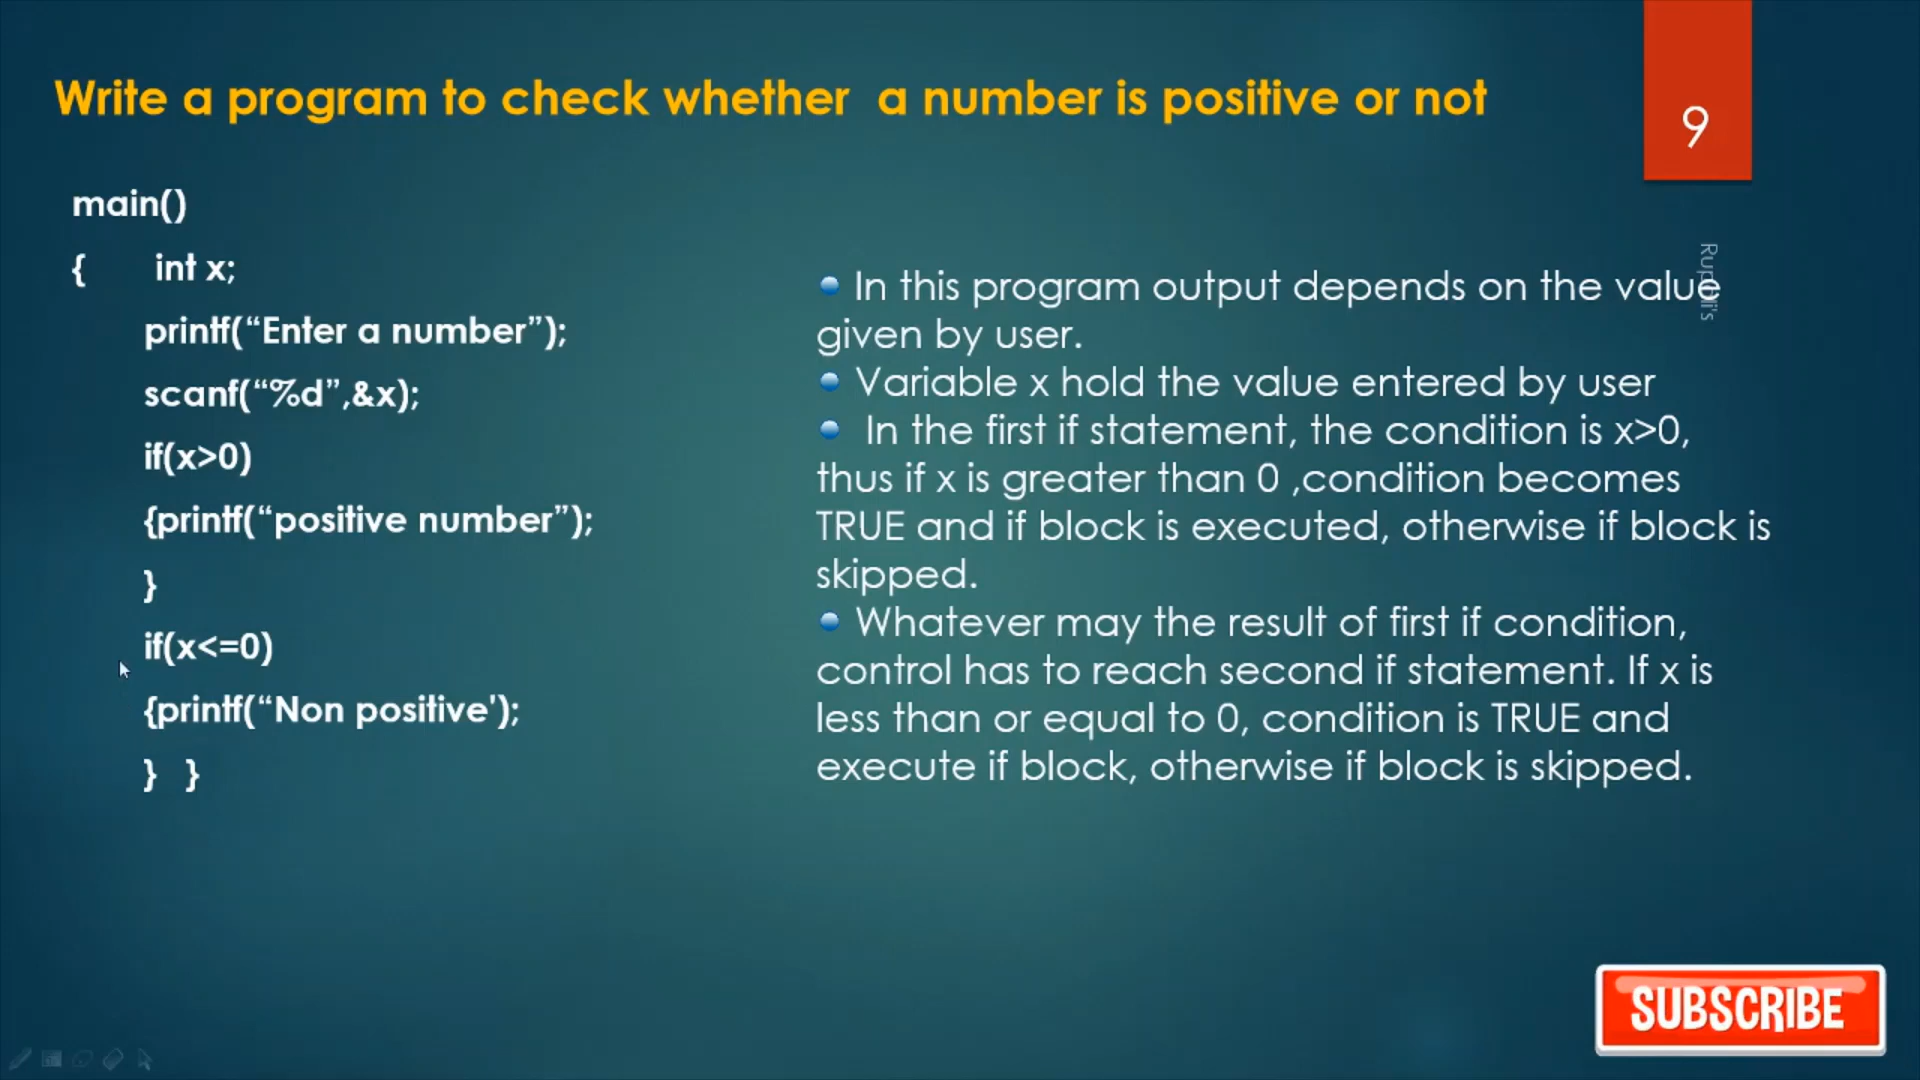 Write a program to check whether a number is positive or not
9
main()
{ int x;
printf(“Enter a number”);
scanf(“%d”,&x);
if(x>0)
{printf(“positive number”);
}
if(x<=0)
{printf(“Non positive');
} }
In this program output depends on the value
given by user.
Variable x hold the value entered by user
In the first if statement, the condition is x>0,
thus if x is greater than 0 ,condition becomes
TRUE and if block is executed, otherwise if block is
skipped.
Whatever may the result of first if condition,
control has to reach second if statement. If x is
less than or equal to 0, condition is TRUE and
execute if block, otherwise if block is skipped.
SUBSCRIBE